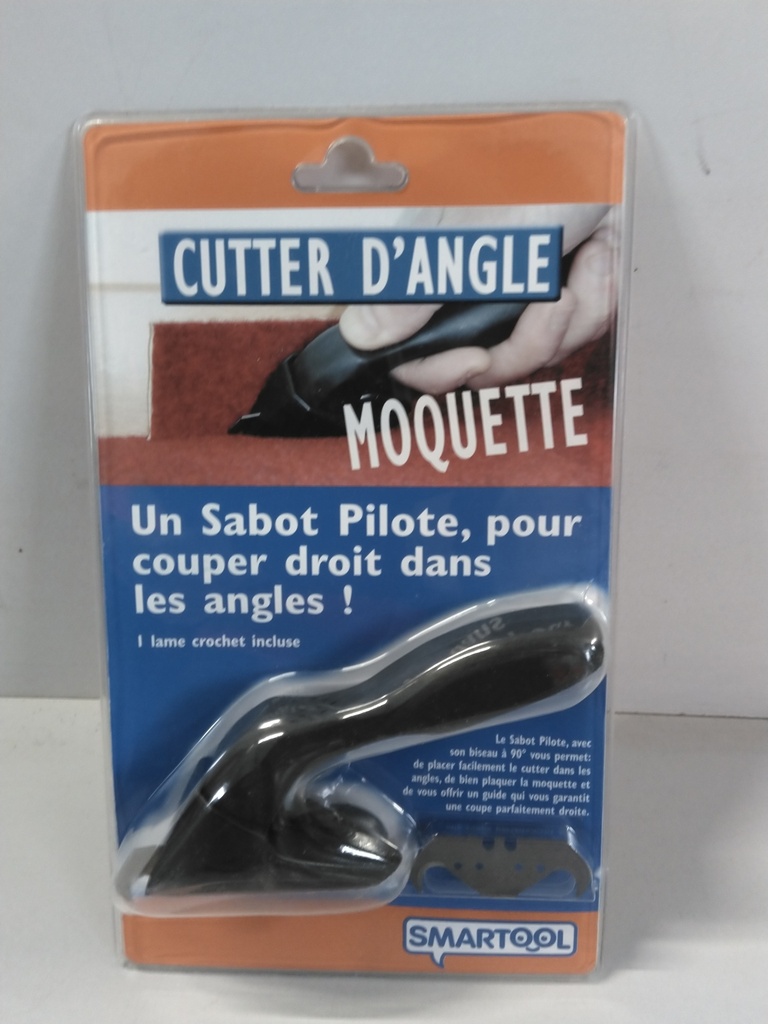 CUTTER D'ANGLE
MOQUETTE
Un Sabot Pilote, pour
couper droit dans
les angles !
1 lame crochet incluse
Le Sabot Pilote, avec
son biseau à 90° vous permet:
de placer facilement le cutter dans les
angles, de bien plaquer la moquette et
de vous offrir un guide qui vous garantit
une coupe parfaitement droite.
SMARTOOL